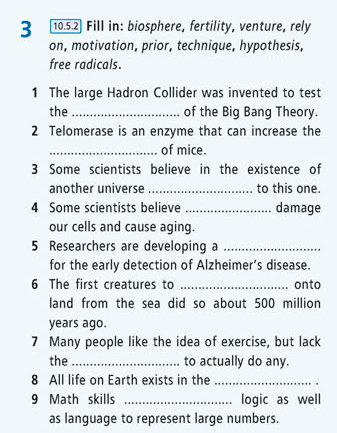 3 10.5.2 Fill in: biosphere, fertility, venture, rely
on, motivation, prior, technique, hypothesis,
free radicals.
1 The large Hadron Collider was invented to test
the ............................ of the Big Bang Theory.
2 Telomerase is an enzyme that can increase the
............................ of mice.
3 Some scientists believe in the existence of
another universe ............................ to this one.
4 Some scientists believe ....................... damage
our cells and cause aging.
5 Researchers are developing a ..........................
for the early detection of Alzheimer's disease.
6 The first creatures to ............................ onto
land from the sea did so about 500 million
years ago.
7 Many people like the idea of exercise, but lack
the ............................ to actually do any.
8 All life on Earth exists in the .......................... .
9 Math skills ............................ logic as well
as language to represent large numbers.